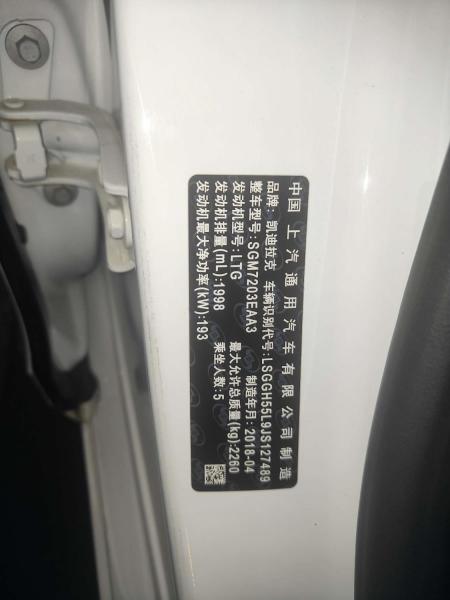 中国 上汽通用汽车有限公司制造
品牌: 凯迪拉克 车辆识别代号: LSGGH55L9JS127489
整车型号: SGM7203EAA3 制造年月: 2018-04
发动机型号: LTG 最大允许总质量(kg): 2260
发动机排量(mL): 1998 乘坐人数: 5
发动机最大净功率(kW): 193